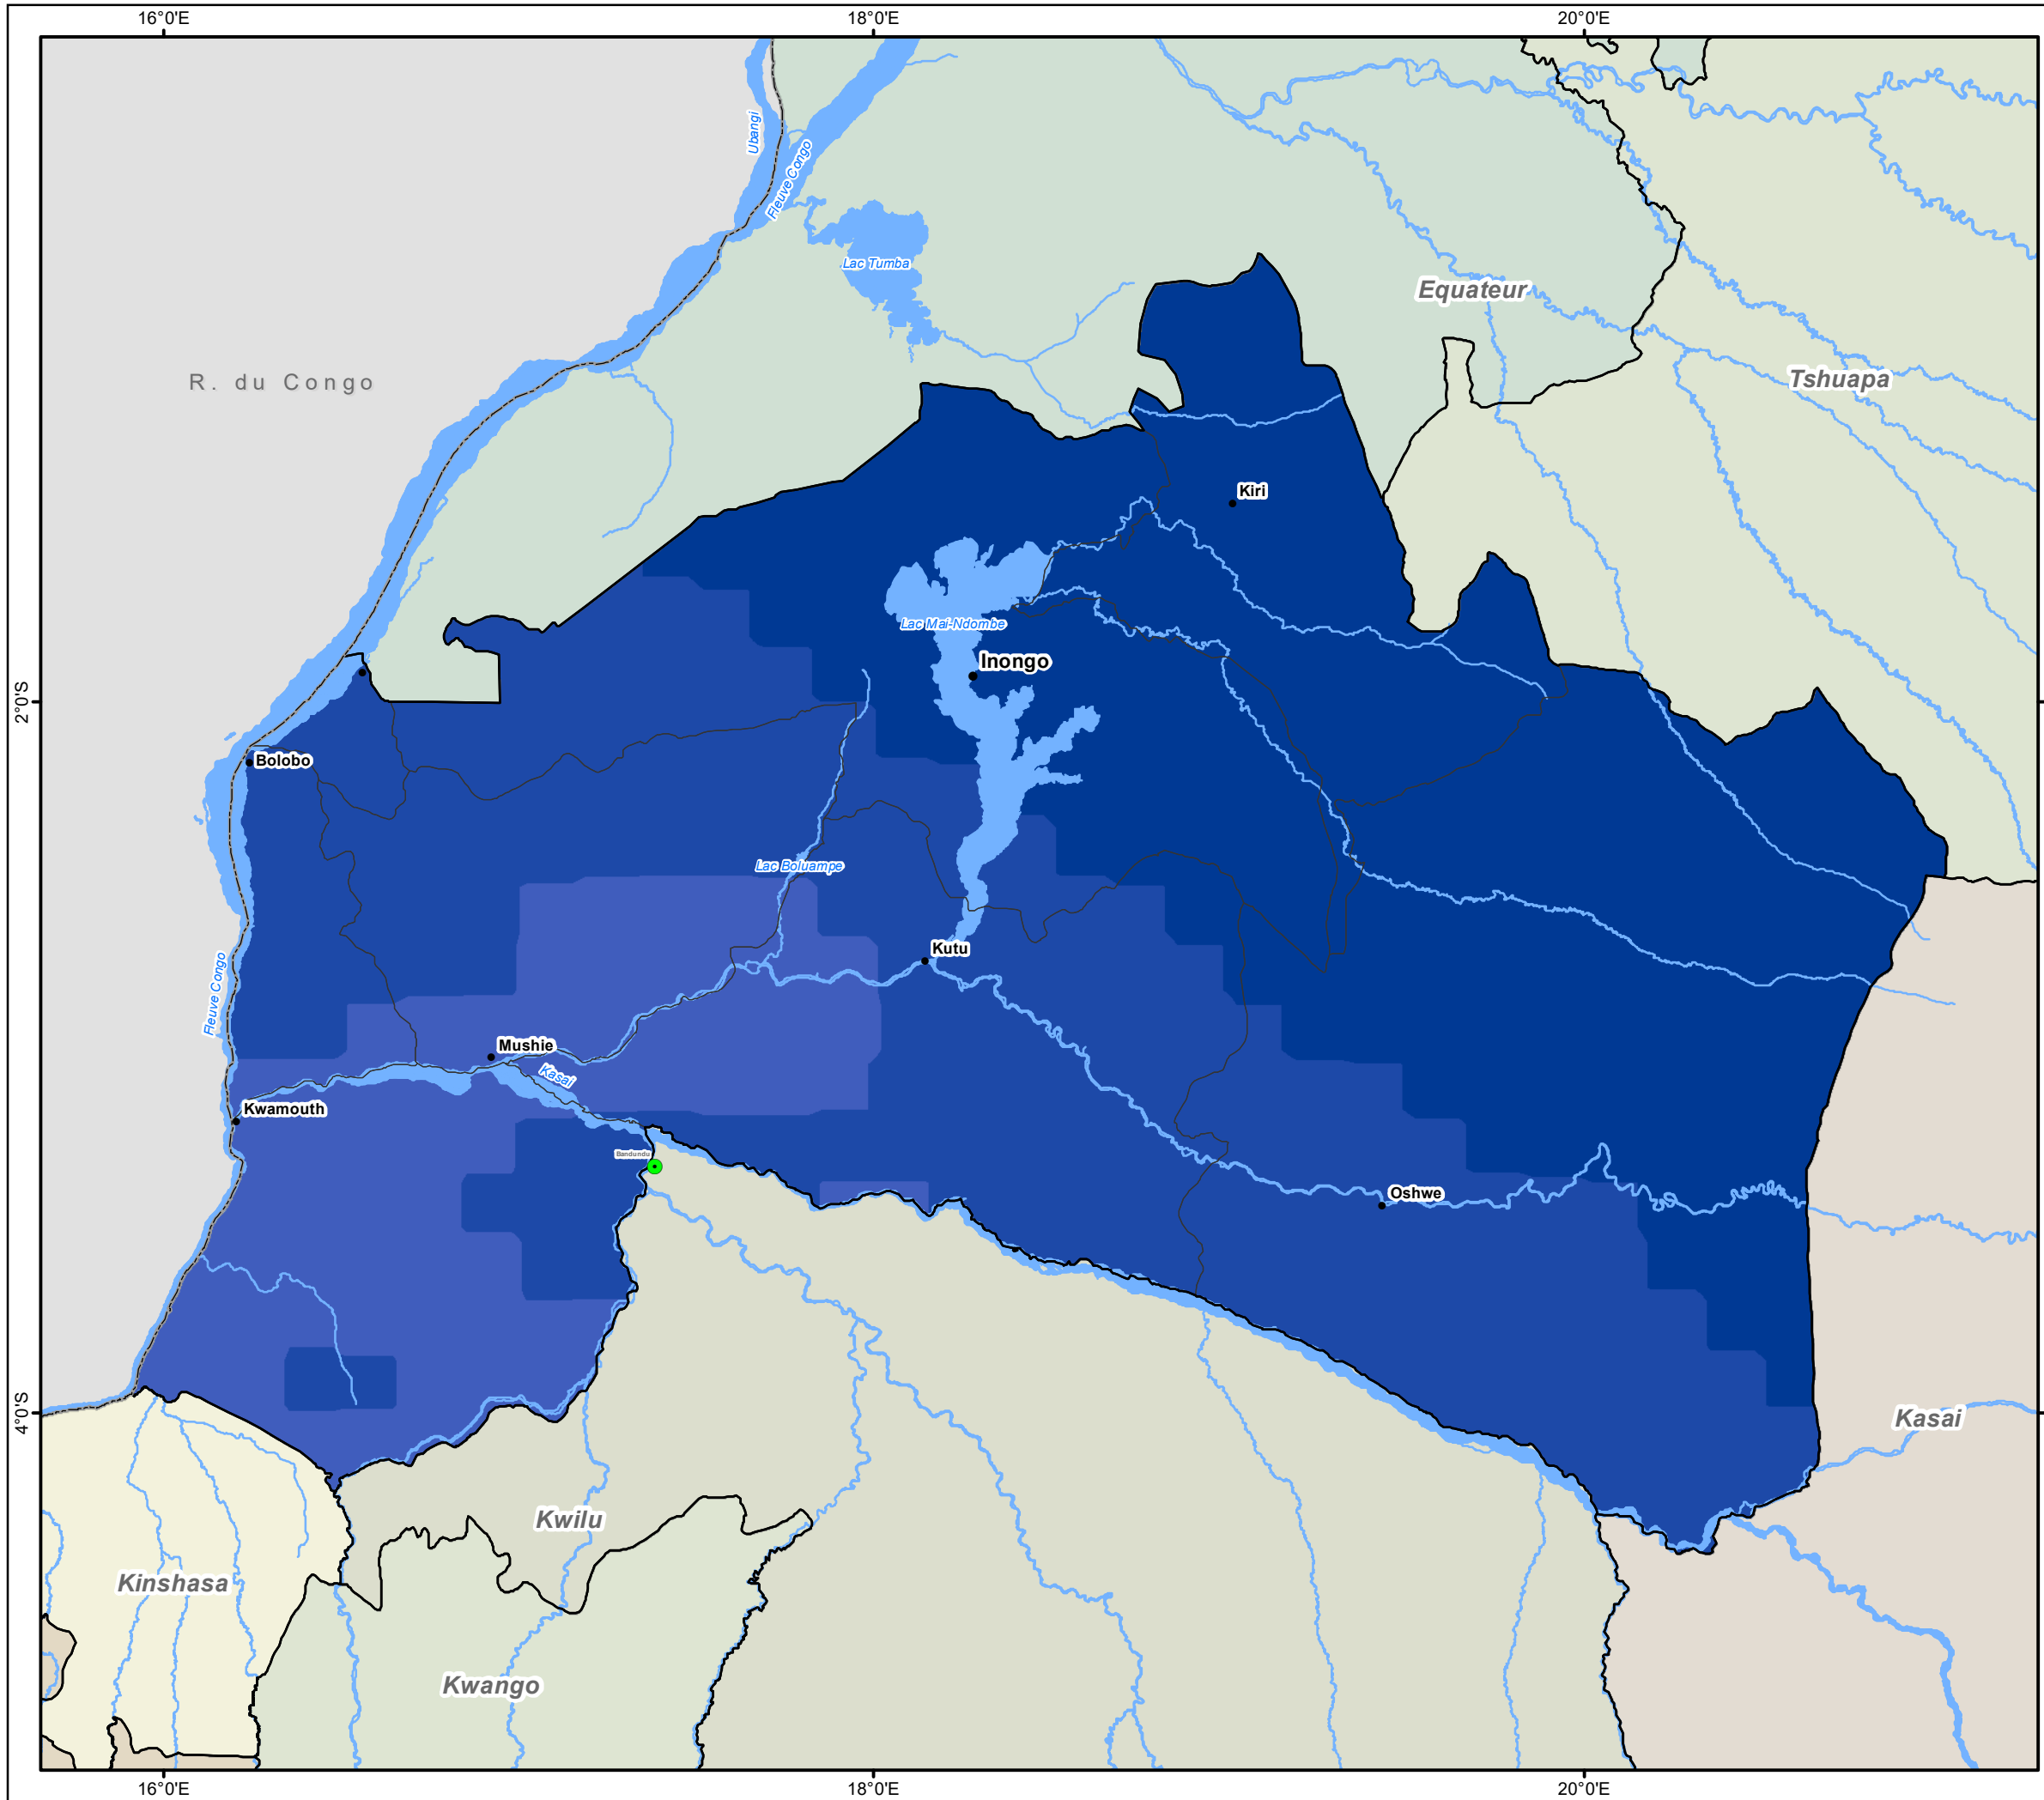 16°0'E
18°0'E
20°0'E
Ubangi
Fleuve Congo
Lac Tumba
Equateur
R. du Congo
Tshuapa
Kiri
Lac Mai-Ndombe
Inongo
2°0'S
2°0'S
Bolobo
Lac Boluampe
Kutu
Fleuve Congo
Mushie
Kasai
Kwamouth
Bandundu
Oshwe
4°0'S
Kasai
Kwilu
Kinshasa
Kwango
16°0'E
18°0'E
20°0'E